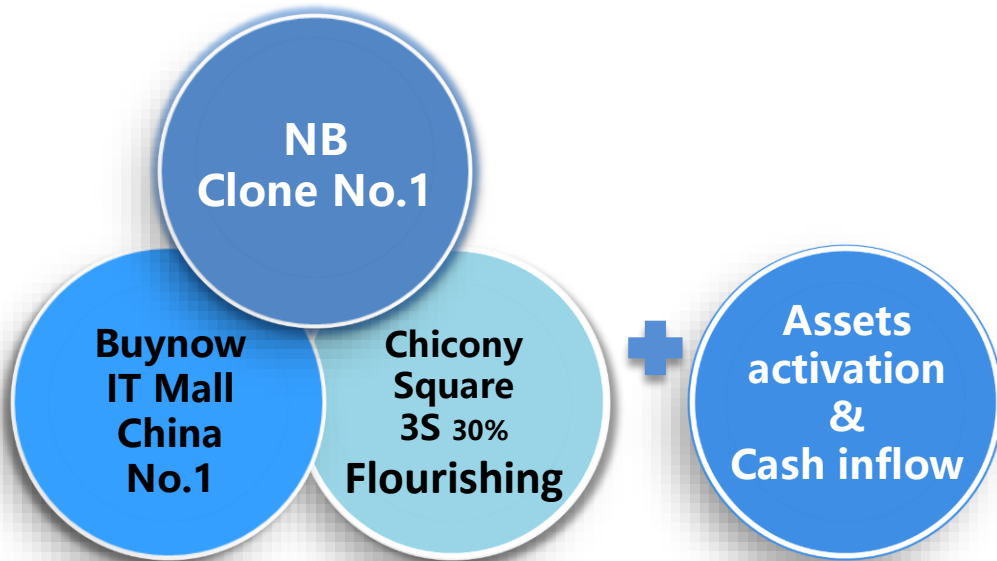 NB
Clone No.1
Buynow
IT Mall
China
No.1
Chicony
Square
3S 30%
Flourishing
Assets
activation
&
Cash inflow